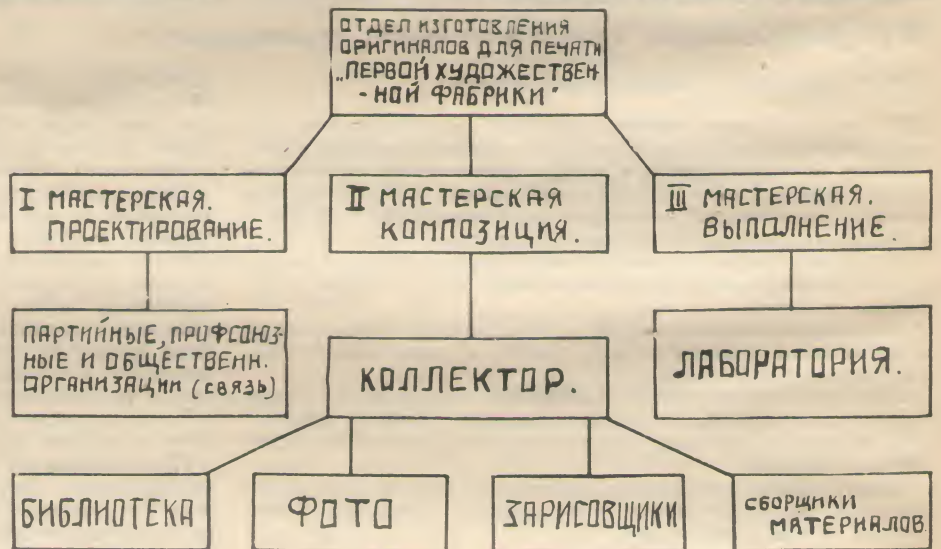 ОТДЕЛ ИЗГОТОВЛЕНИЯ
ОРИГИНАЛОВ ДЛЯ ПЕЧАТИ
„ПЕРВОЙ ХУДОЖЕСТВЕН-
-НОЙ ФАБРИКИ"
I МАСТЕРСКАЯ.
ПРОЕКТИРОВАНИЕ.
II МАСТЕРСКАЯ
КОМПОЗИЦИЯ.
III МАСТЕРСКАЯ.
ВЫПОЛНЕНИЕ.
ПАРТИЙНЫЕ, ПРОФСОЮЗ-
НЫЕ И ОБЩЕСТВЕНН.
ОРГАНИЗАЦИИ (СВЯЗЬ)
КОЛЛЕКТОР.
ЛАБОРАТОРИЯ.
БИБЛИОТЕКА
ФОТО
ЗАРИСОВЩИКИ
СБОРЩИКИ
МАТЕРИАЛОВ